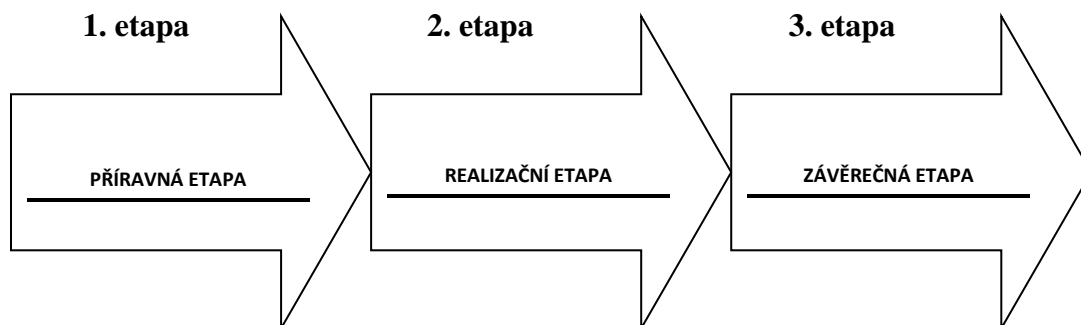 1. etapa
2. etapa
3. etapa
PŘÍRAVNÁ ETAPA
REALIZAČNÍ ETAPA
ZÁVĚREČNÁ ETAPA